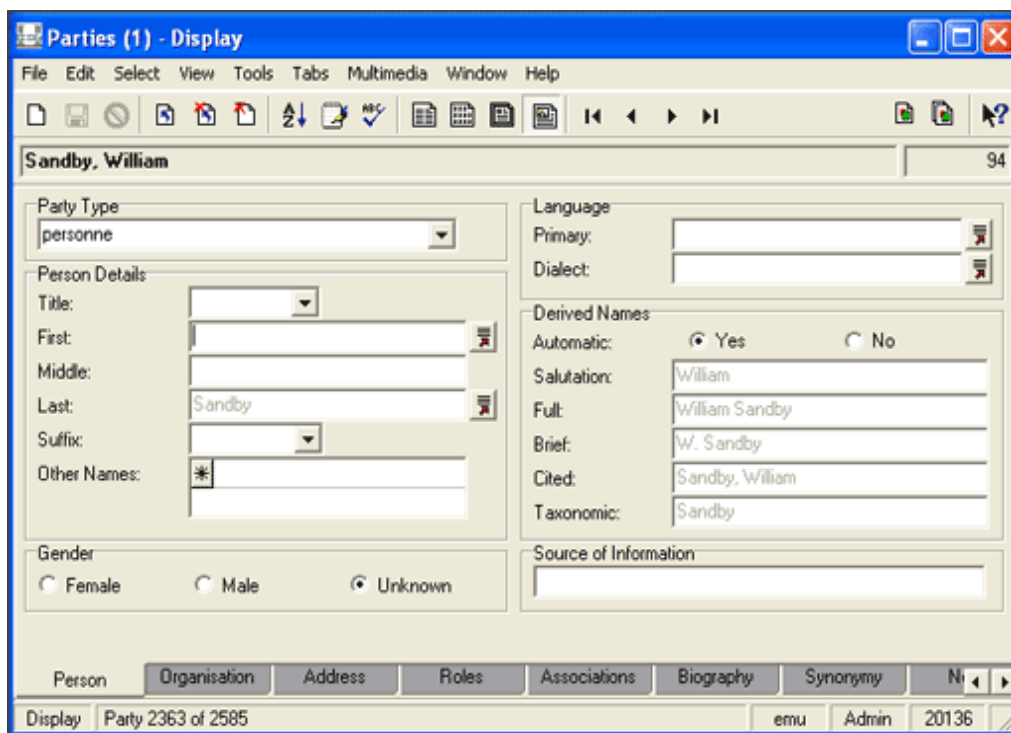 Parties (1) - Display
File Edit Select View Tools Tabs Multimedia Window Help
Sandby, William 94
Party Type
personne
Person Details
Title:
First:
Middle:
Last: Sandby
Suffix:
Other Names:
Gender
Female Male Unknown
Language
Primary:
Dialect:
Derived Names
Automatic: Yes No
Salutation: William
Full: William Sandby
Brief: W. Sandby
Cited: Sandby, William
Taxonomic: Sandby
Source of Information
Person Organisation Address Roles Associations Biography Synonymy
Display Party 2363 of 2585 emu Admin 20136